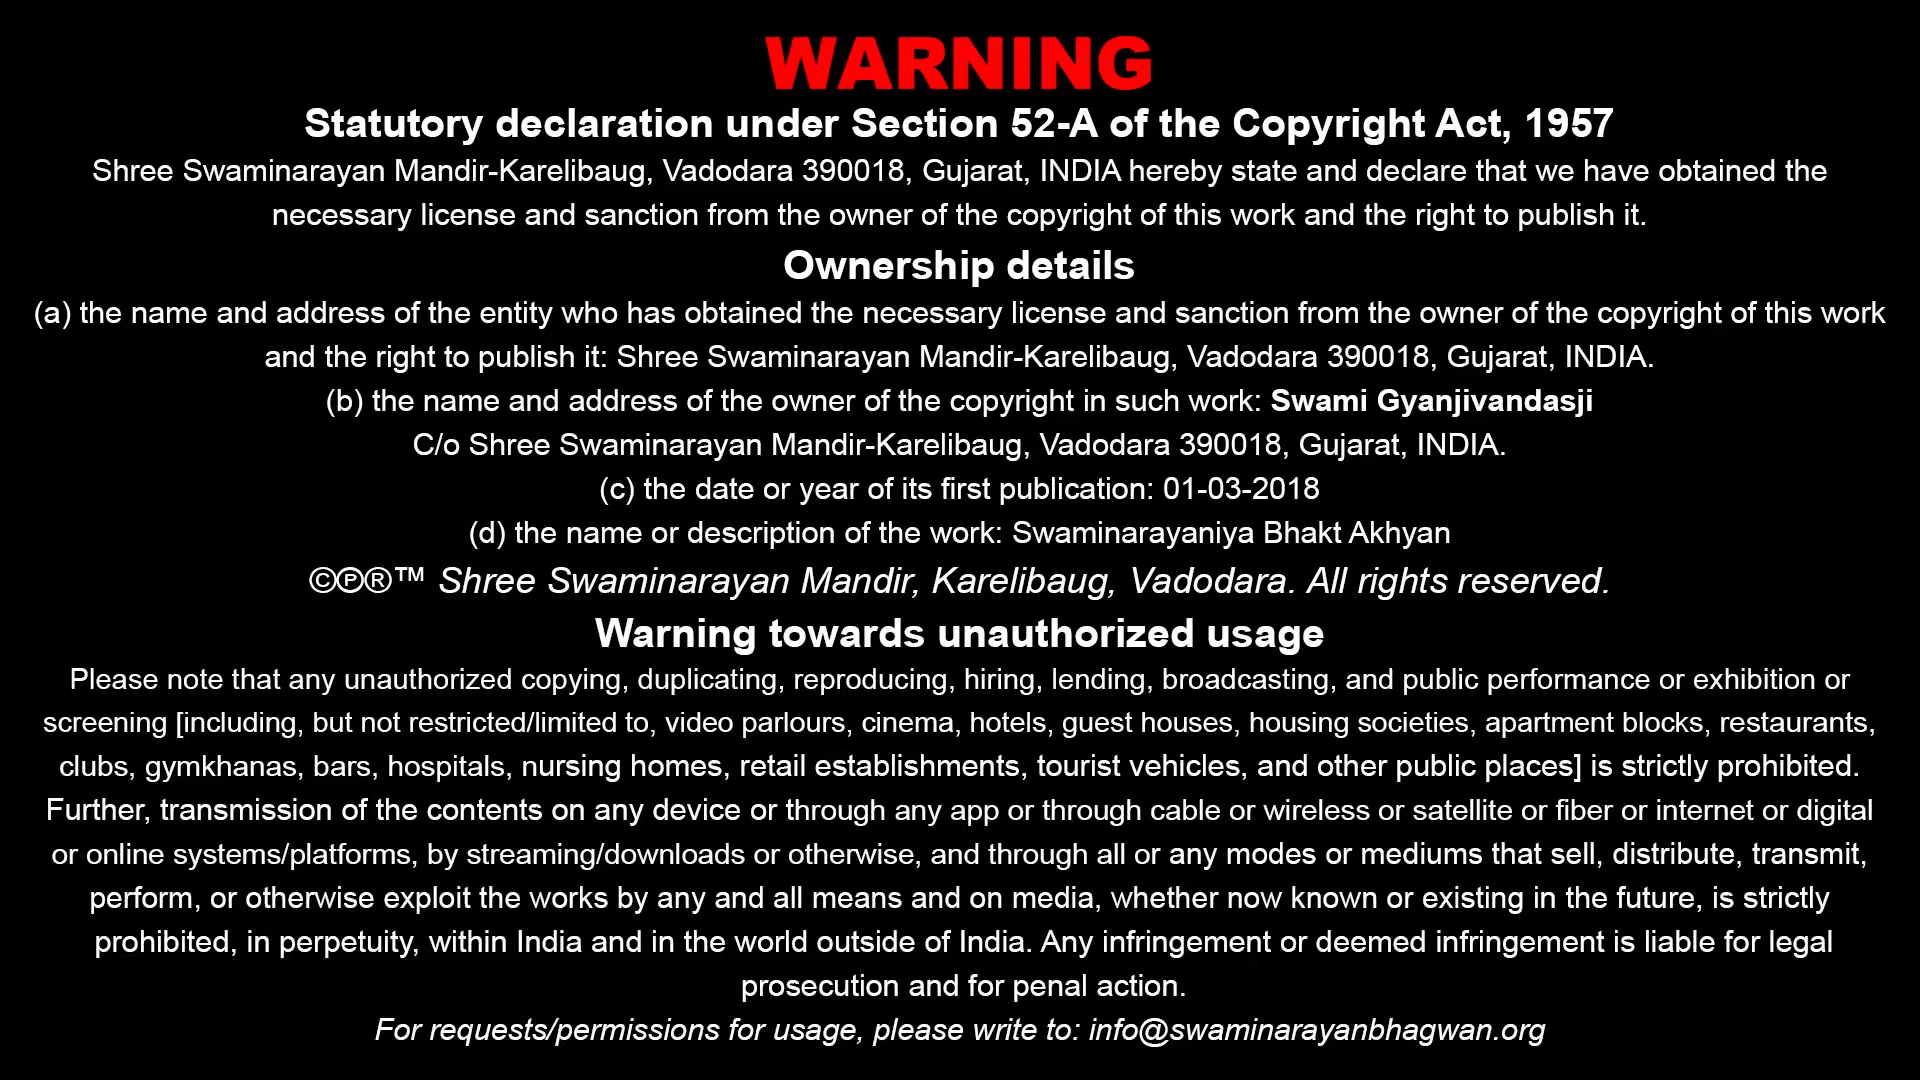 WARNING
Statutory declaration under Section 52-A of the Copyright Act, 1957
Shree Swaminarayan Mandir-Karelibaug, Vadodara 390018, Gujarat, INDIA hereby state and declare that we have obtained the
necessary license and sanction from the owner of the copyright of this work and the right to publish it.
Ownership details
(a) the name and address of the entity who has obtained the necessary license and sanction from the owner of the copyright of this work
and the right to publish it: Shree Swaminarayan Mandir-Karelibaug, Vadodara 390018, Gujarat, INDIA.
(b) the name and address of the owner of the copyright in such work: Swami Gyanjivandasji
C/o Shree Swaminarayan Mandir-Karelibaug, Vadodara 390018, Gujarat, INDIA.
(c) the date or year of its first publication: 01-03-2018
(d) the name or description of the work: Swaminarayaniya Bhakt Akhyan
©℗®™ Shree Swaminarayan Mandir, Karelibaug, Vadodara. All rights reserved.
Warning towards unauthorized usage
Please note that any unauthorized copying, duplicating, reproducing, hiring, lending, broadcasting, and public performance or exhibition or
screening [including, but not restricted/limited to, video parlours, cinema, hotels, guest houses, housing societies, apartment blocks, restaurants,
clubs, gymkhanas, bars, hospitals, nursing homes, retail establishments, tourist vehicles, and other public places] is strictly prohibited.
Further, transmission of the contents on any device or through any app or through cable or wireless or satellite or fiber or internet or digital
or online systems/platforms, by streaming/downloads or otherwise, and through all or any modes or mediums that sell, distribute, transmit,
perform, or otherwise exploit the works by any and all means and on media, whether now known or existing in the future, is strictly
prohibited, in perpetuity, within India and in the world outside of India. Any infringement or deemed infringement is liable for legal
prosecution and for penal action.
For requests/permissions for usage, please write to: info@swaminarayanbhagwan.org